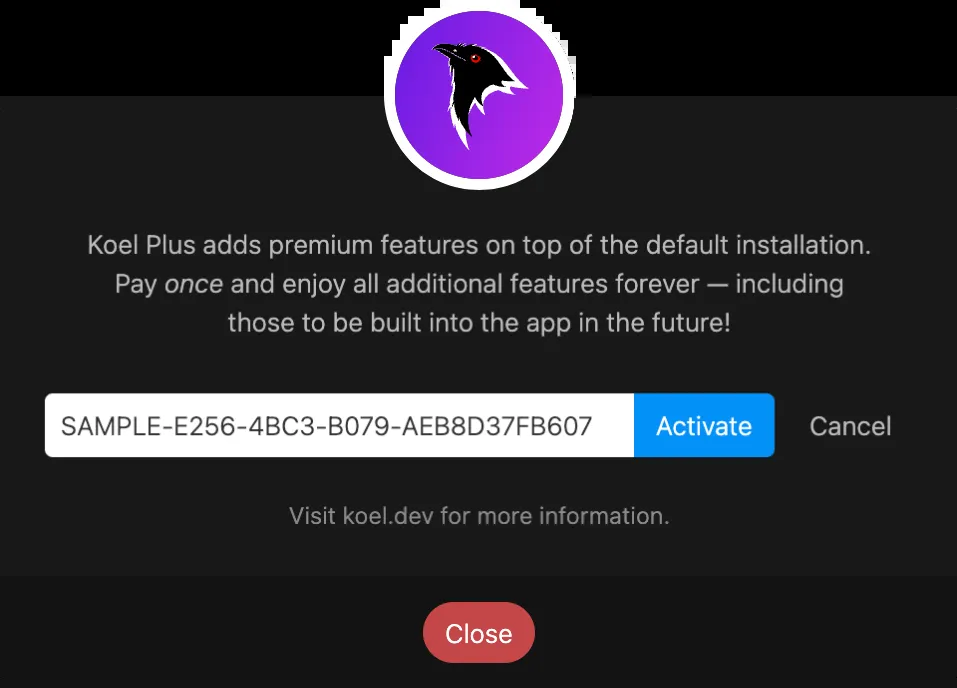 Koel Plus adds premium features on top of the default installation.
Pay once and enjoy all additional features forever — including
those to be built into the app in the future!
SAMPLE-E256-4BC3-B079-AEB8D37FB607
Activate
Cancel
Visit koel.dev for more information.
Close